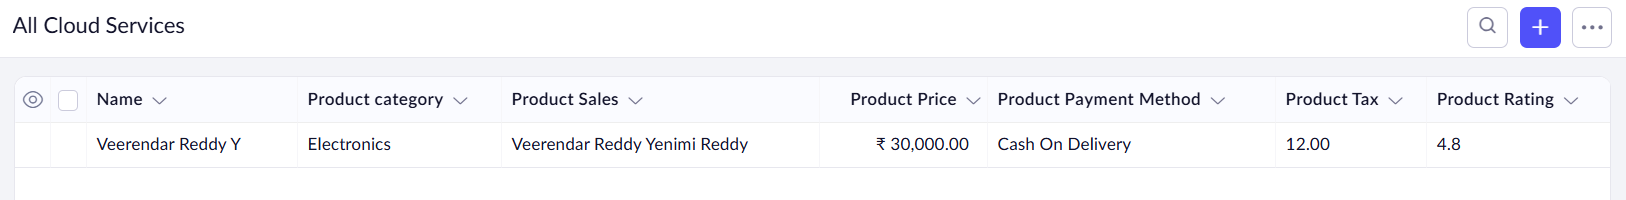 All Cloud Services
Name Product category Product Sales Product Price Product Payment Method Product Tax Product Rating
Veerendar Reddy Y Electronics Veerendar Reddy Yenimi Reddy ₹ 30,000.00 Cash On Delivery 12.00 4.8